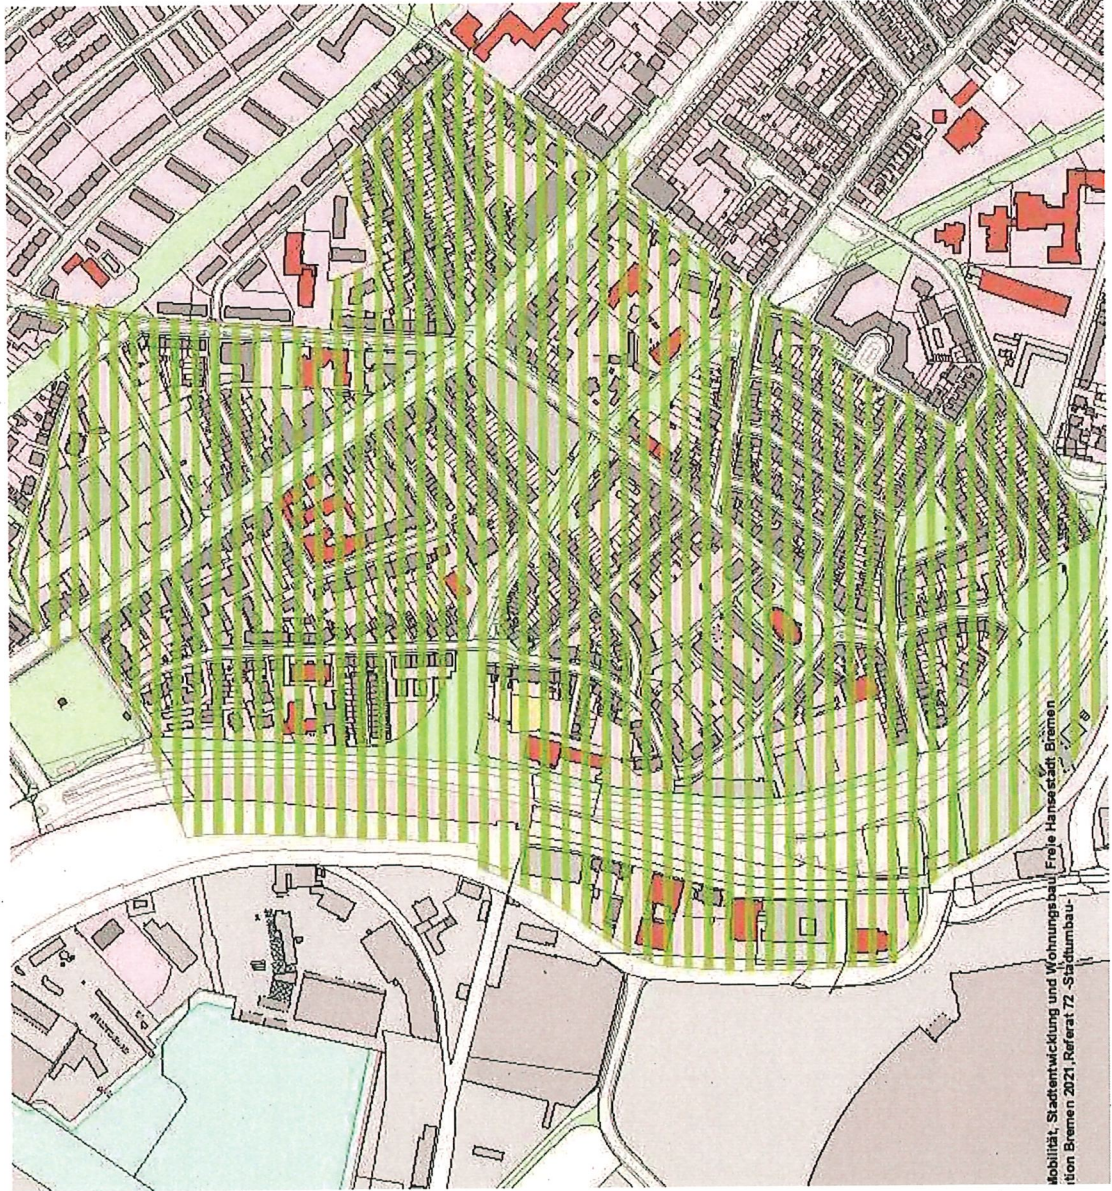 Mobilität, Stadtentwicklung und Wohnungsbau Freie Hansestadt Bremen
tion Bremen 2021, Referat 72 -Stadtumbau-